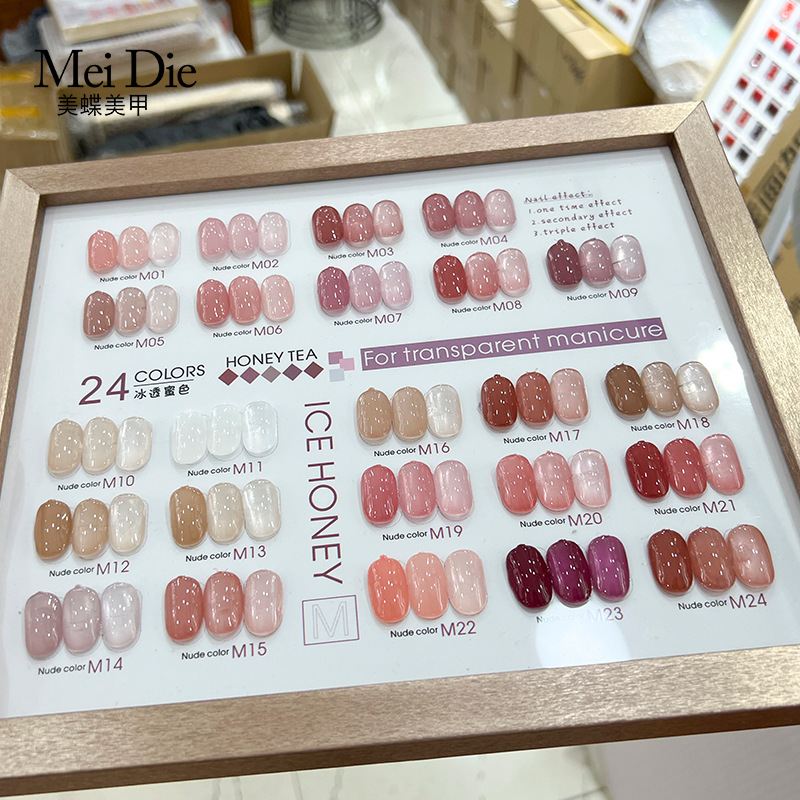 Mei Die
美蝶美甲
Nail effect:
1.one time effect
2.secondary effect
3.triple effect
Nude color M01
Nude color M02
Nude color M03
Nude color M04
Nude color M05
Nude color M06
Nude color M07
Nude color M08
Nude color M09
24 COLORS
冰透蜜色
HONEY TEA
For transparent manicure
ICE HONEY
M
Nude color M10
Nude color M11
Nude color M12
Nude color M13
Nude color M14
Nude color M15
Nude color M16
Nude color M17
Nude color M18
Nude color M19
Nude color M20
Nude color M21
Nude color M22
Nude color M23
Nude color M24